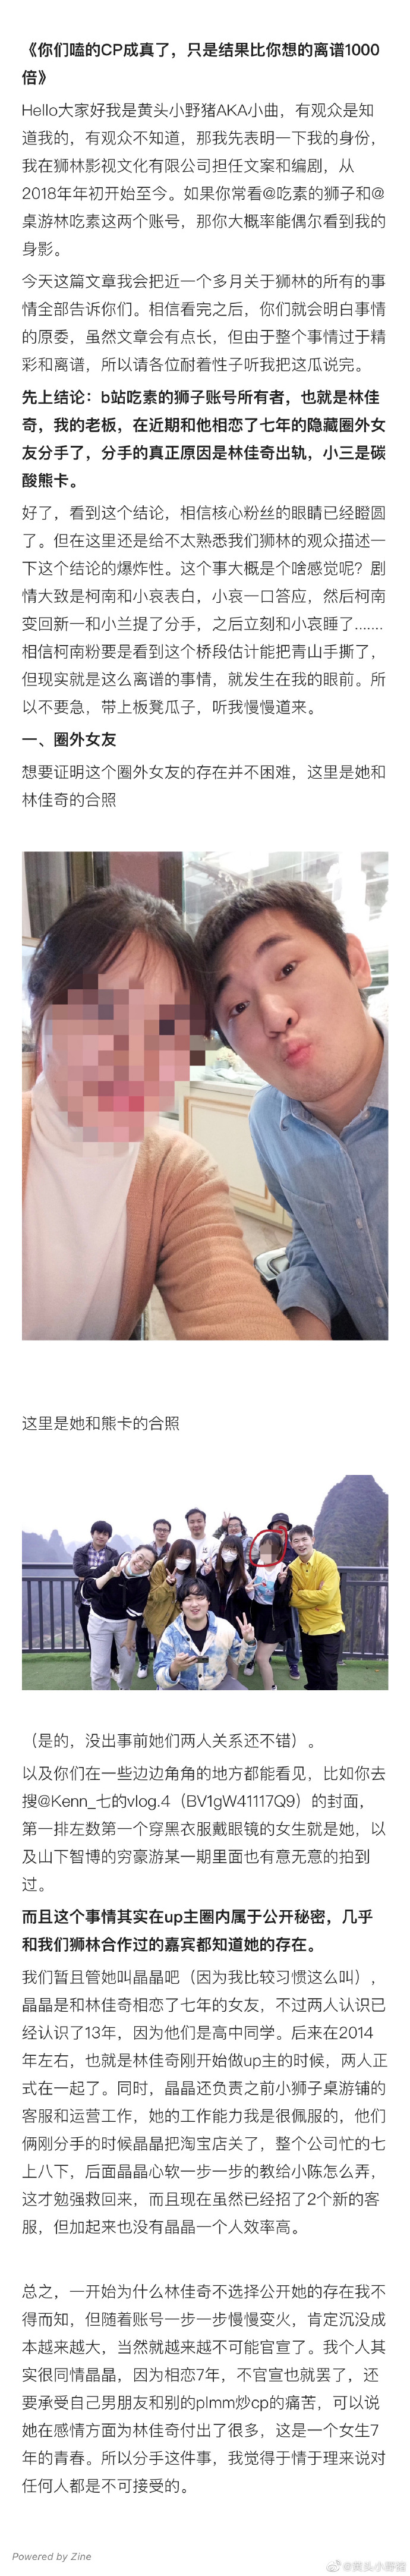 《你们嗑的CP成真了，只是结果比你想的离谱1000
倍》
Hello大家好我是黄头小野猪AKA小曲，有观众是知
道我的，有观众不知道，那我先表明一下我的身份，
我在狮林影视文化有限公司担任文案和编剧，从
2018年年初开始至今。如果你常看@吃素的狮子和@
桌游林吃素这两个账号，那你大概率能偶尔看到我的
身影。
今天这篇文章我会把近一个多月关于狮林的所有的事
情全部告诉你们。相信看完之后，你们就会明白事情
的原委，虽然文章会有点长，但由于整个事情过于精
彩和离谱，所以请各位耐着性子听我把这瓜说完。
先上结论：b站吃素的狮子账号所有者，也就是林佳
奇，我的老板，在近期和他相恋了七年的隐藏圈外女
友分手了，分手的真正原因是林佳奇出轨，小三是碳
酸熊卡。
好了，看到这个结论，相信核心粉丝的眼睛已经瞪圆
了。但在这里还是给不太熟悉我们狮林的观众描述一
下这个结论的爆炸性。这个事大概是个啥感觉呢？剧
情大致是柯南和小哀表白，小哀一口答应，然后柯南
变回新一和小兰提了分手，之后立刻和小哀睡了.......
相信柯南粉要是看到这个桥段估计能把青山手撕了，
但现实就是这么离谱的事情，就发生在我的眼前。所
以不要急，带上板凳瓜子，听我慢慢道来。
一、圈外女友
想要证明这个圈外女友的存在并不困难，这里是她和
林佳奇的合照
这里是她和熊卡的合照
（是的，没出事前她们两人关系还不错）。
以及你们在一些边边角角的地方都能看见，比如你去
搜@Kenn_七的vlog.4（BV1gW41117Q9）的封面，
第一排左数第一个穿黑衣服戴眼镜的女生就是她，以
及山下智博的穷豪游某一期里面也有意无意的拍到
过。
而且这个事情其实在up主圈内属于公开秘密，几乎
和我们狮林合作过的嘉宾都知道她的存在。
我们暂且管她叫晶晶吧（因为我比较习惯这么叫），
晶晶是和林佳奇相恋了七年的女友，不过两人认识已
经认识了13年，因为他们是高中同学。后来在2014
年左右，也就是林佳奇刚开始做up主的时候，两人正
式在一起了。同时，晶晶还负责之前小狮子桌游铺的
客服和运营工作，她的工作能力我是很佩服的，他们
俩刚分手的时候晶晶把淘宝店关了，整个公司忙的七
上八下，后面晶晶心软一步一步的教给小陈怎么弄，
这才勉强救回来，而且现在虽然已经招了2个新的客
服，但加起来也没有晶晶一个人效率高。
总之，一开始为什么林佳奇不选择公开她的存在我不
得而知，但随着账号一步一步慢慢变火，肯定沉没成
本越来越大，当然就越来越不可能官宣了。我个人其
实很同情晶晶，因为相恋7年，不官宣也就罢了，还
要承受自己男朋友和别的plmm炒cp的痛苦，可以说
她在感情方面为林佳奇付出了很多，这是一个女生7
年的青春。所以分手这件事，我觉得于情于理来说对
任何人都是不可接受的。
Powered by Zine
@黄头小野猪